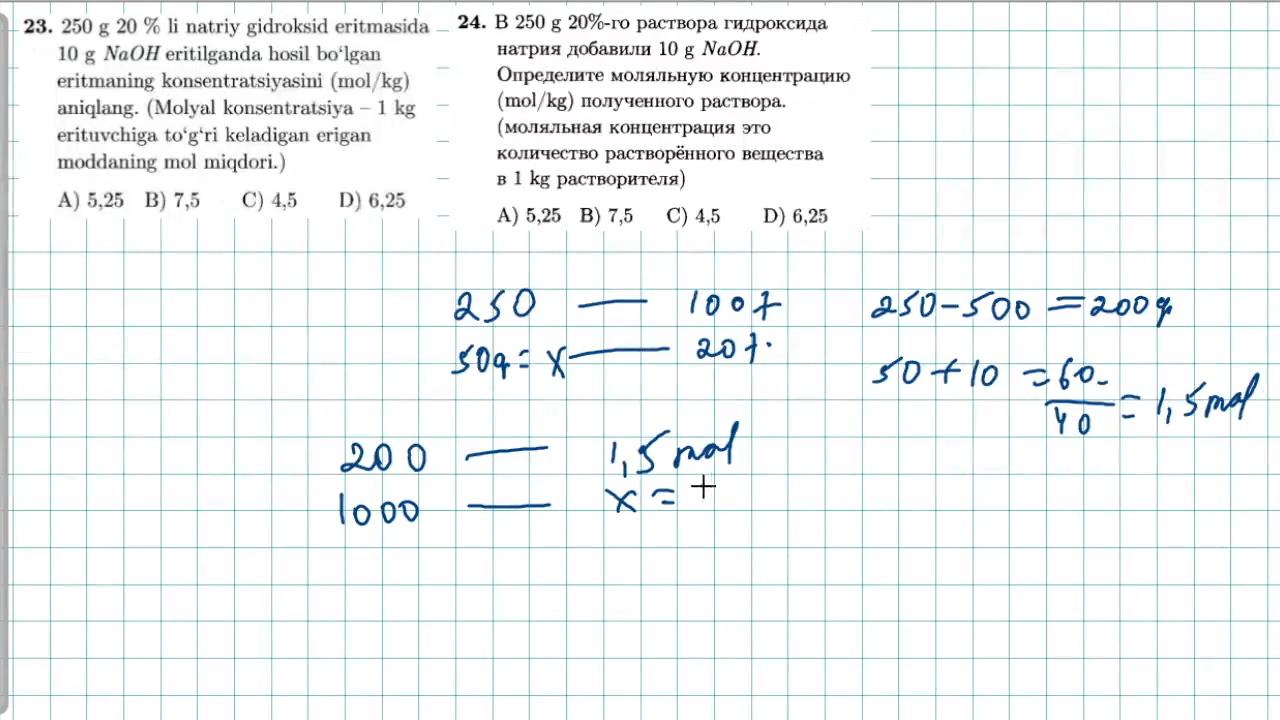 23. 250 g 20 % li natriy gidroksid eritmasida
10 g NaOH eritilganda hosil bo‘lgan
eritmaning konsentratsiyasini (mol/kg)
aniqlang. (Molyal konsentratsiya – 1 kg
erituvchiga to‘g‘ri keladigan erigan
moddaning mol miqdori.)
A) 5,25 B) 7,5 C) 4,5 D) 6,25
24. В 250 g 20%-го раствора гидроксида
натрия добавили 10 g NaOH.
Определите моляльную концентрацию
(mol/kg) полученного раствора.
(моляльная концентрация это
количество растворённого вещества
в 1 kg растворителя)
A) 5,25 B) 7,5 C) 4,5 D) 6,25
250 — 100%
50g = x — 20%.
250 - 500 = 200g
50 + 10 = 60
40
= 1,5 mol
200 — 1,5 mol
1000 — x =